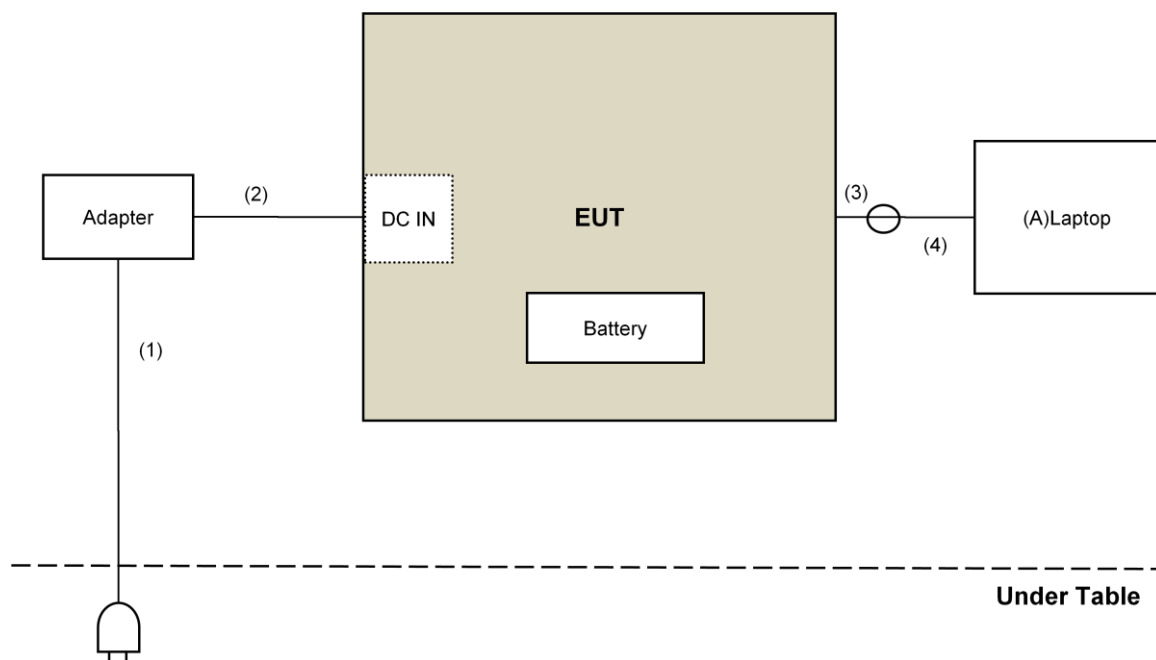 Adapter
(2)
DC IN
EUT
Battery
(3)
(4)
(A)Laptop
(1)
Under Table